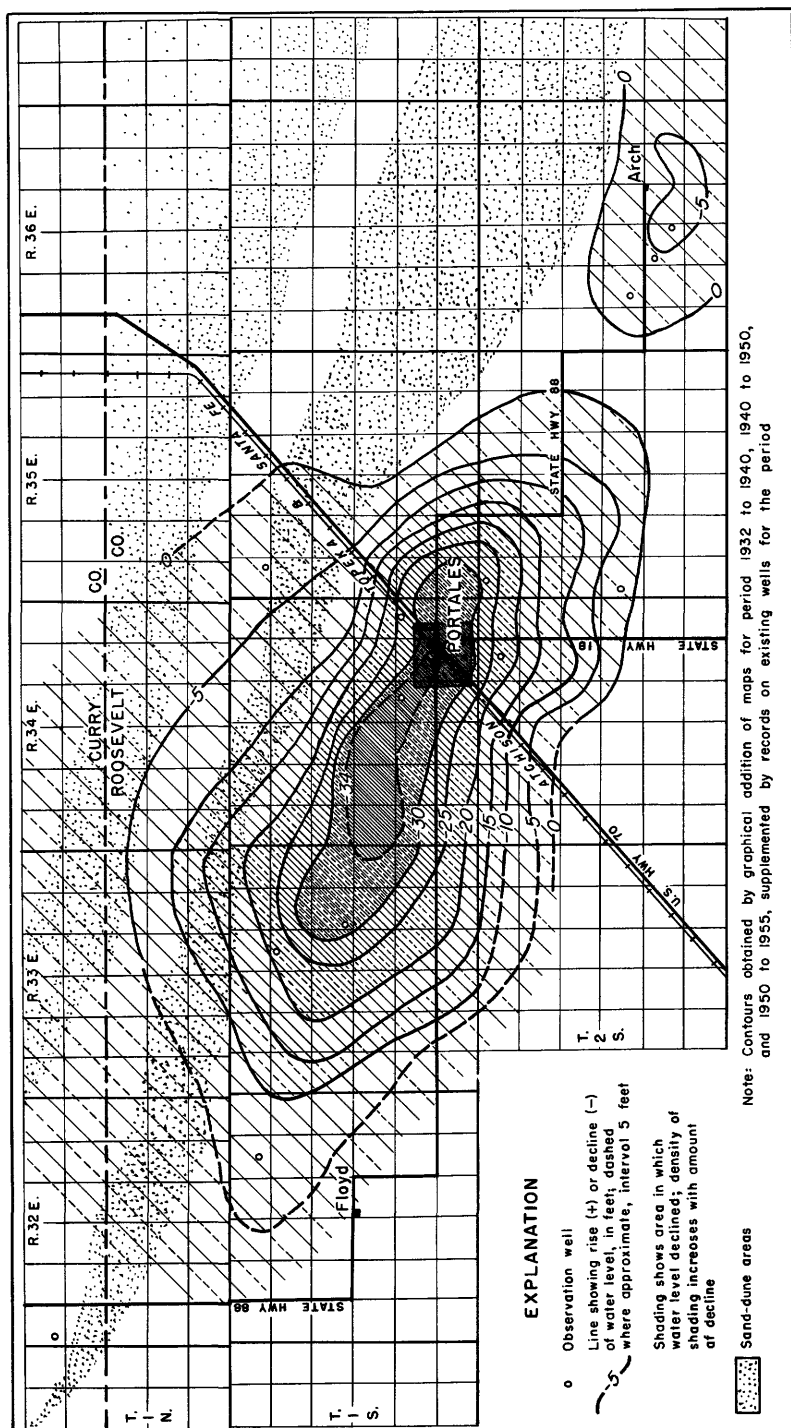 R. 32 E.
R. 33 E.
R. 34 E.
R. 35 E.
R. 36 E.
T.
1
N.
CURRY CO.
ROOSEVELT CO.
T.
1
S.
STATE HWY 88
Floyd
-5
-34
-30
-25
-20
-15
-10
-5
0
0
PORTALES
ATCHISON
TOPEKA &
SANTA FE
U.S. HWY 70
STATE HWY 18
STATE HWY 88
T.
2
S.
0
-5
0
Arch
EXPLANATION
Observation well
-5
Line showing rise (+) or decline (-)
of water level, in feet; dashed
where approximate, interval 5 feet
Shading shows area in which
water level declined; density of
shading increases with amount
of decline
Sand-dune areas
Note: Contours obtained by graphical addition of maps for period 1932 to 1940, 1940 to 1950,
and 1950 to 1955, supplemented by records on existing wells for the period